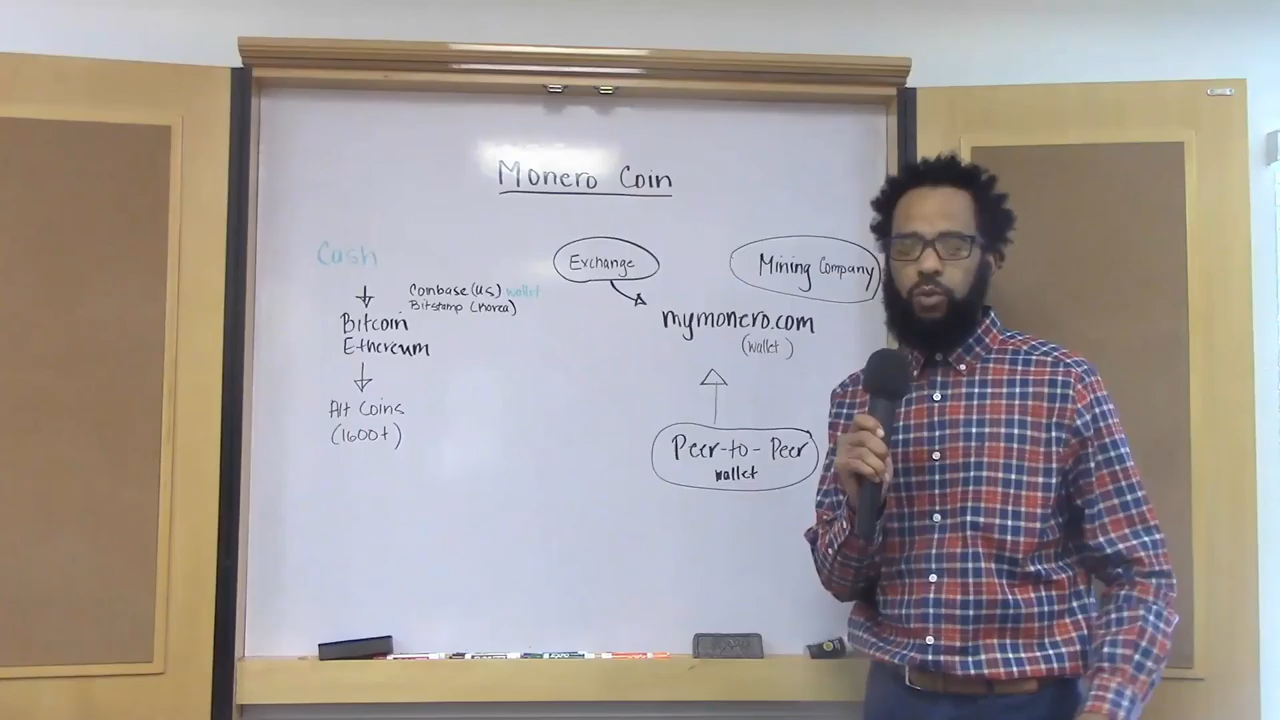 Monero Coin
Cash
Coinbase (US) wallet
Bitstamp (Korea)
Bitcoin
Ethereum
Alt Coins
(1600+)
Exchange
Mining Company
mymonero.com
(wallet)
Peer-to-Peer
wallet